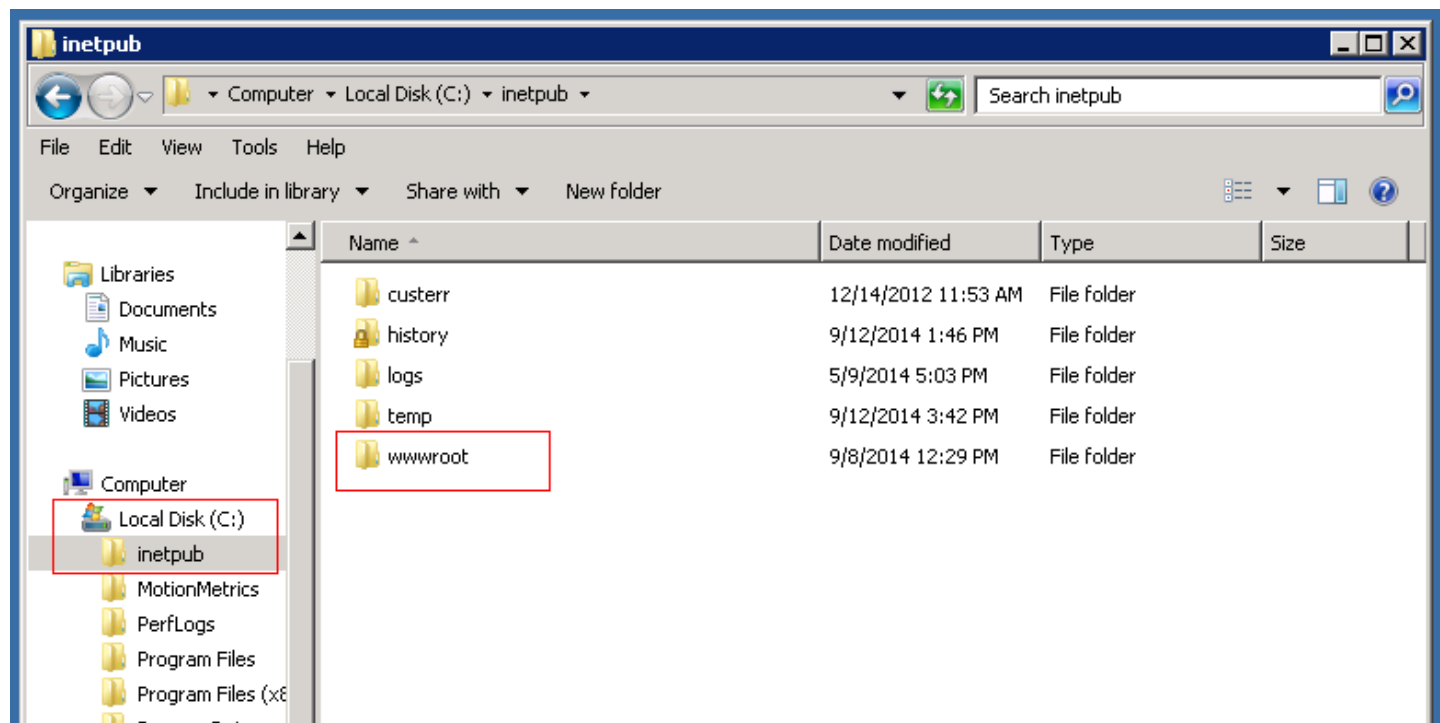 inetpub
Computer Local Disk (C:) inetpub Search inetpub
File Edit View Tools Help
Organize Include in library Share with New folder
Name Date modified Type Size
Libraries
Documents
Music
Pictures
Videos
Computer
Local Disk (C:)
inetpub
MotionMetrics
PerfLogs
Program Files
Program Files (x8
custerr 12/14/2012 11:53 AM File folder
history 9/12/2014 1:46 PM File folder
logs 5/9/2014 5:03 PM File folder
temp 9/12/2014 3:42 PM File folder
wwwroot 9/8/2014 12:29 PM File folder